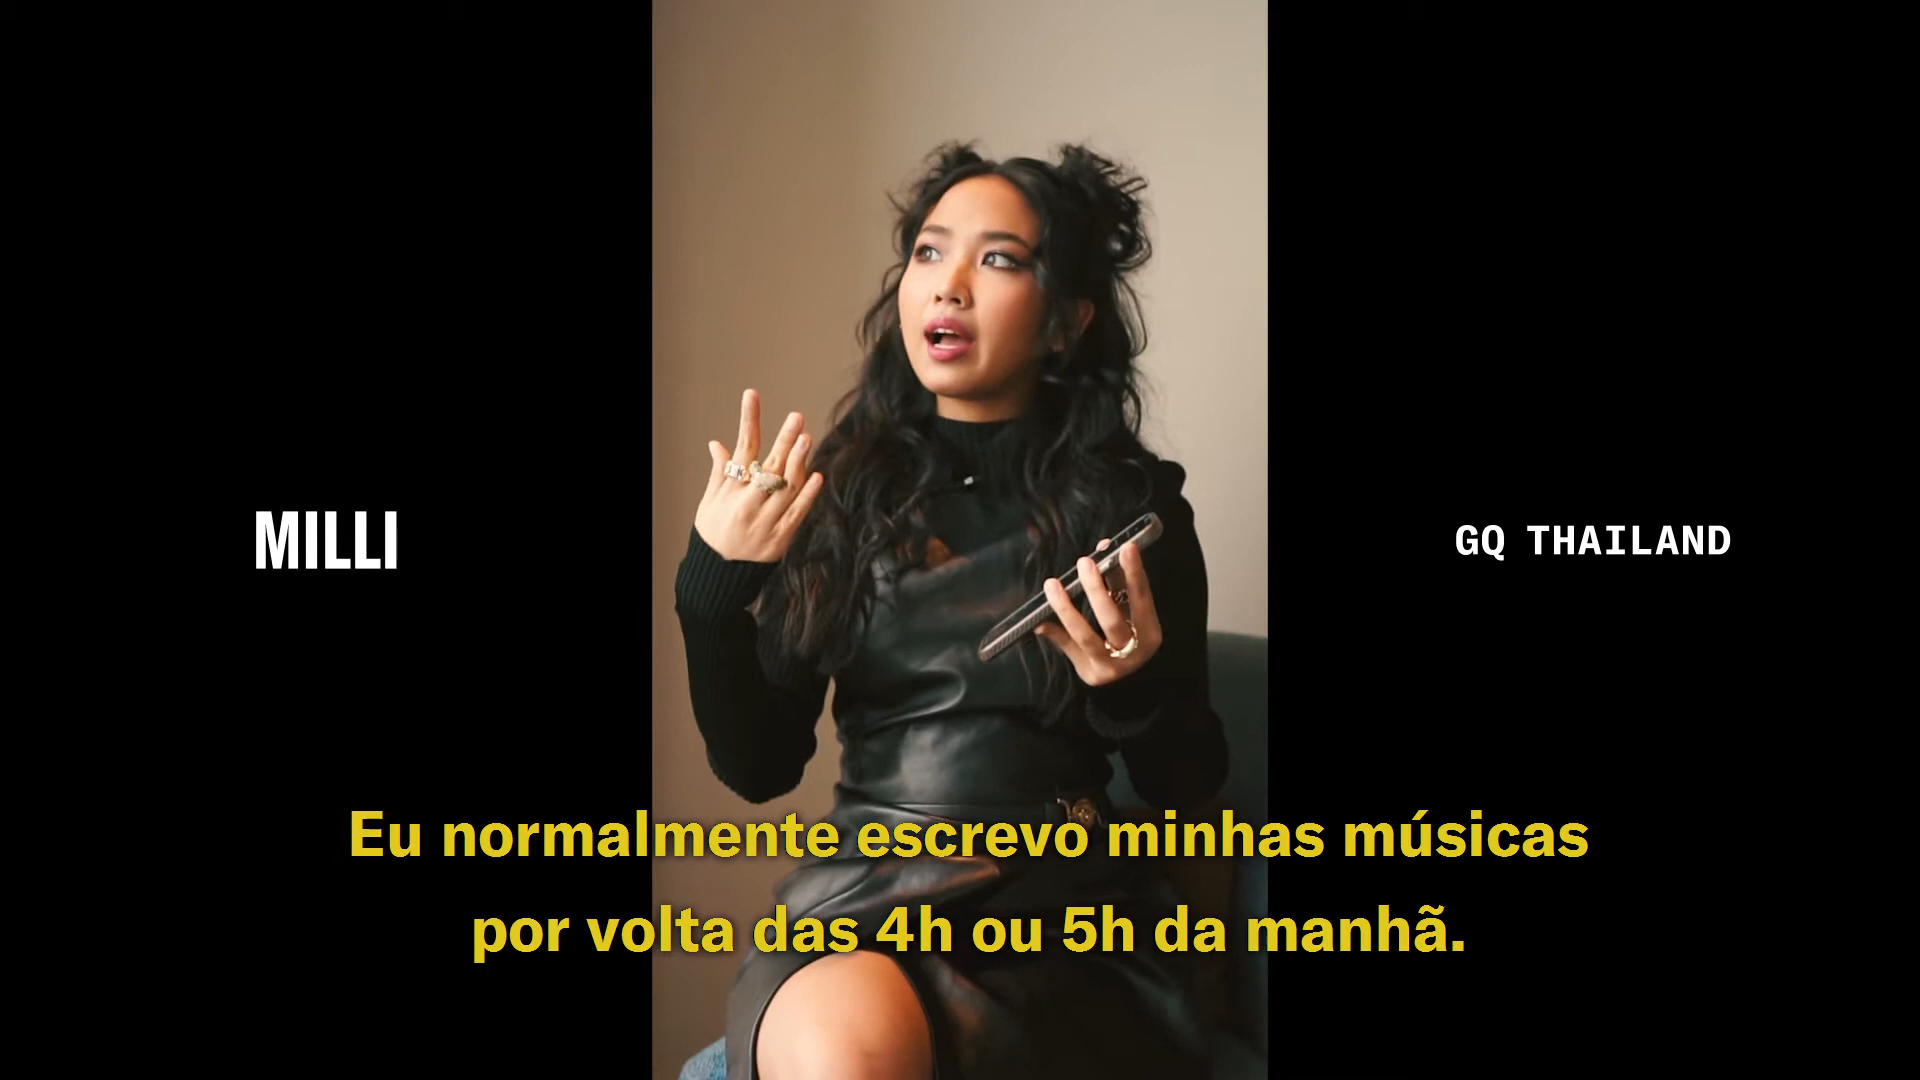 MILLI
GQ THAILAND
Eu normalmente escrevo minhas músicas
por volta das 4h ou 5h da manhã.